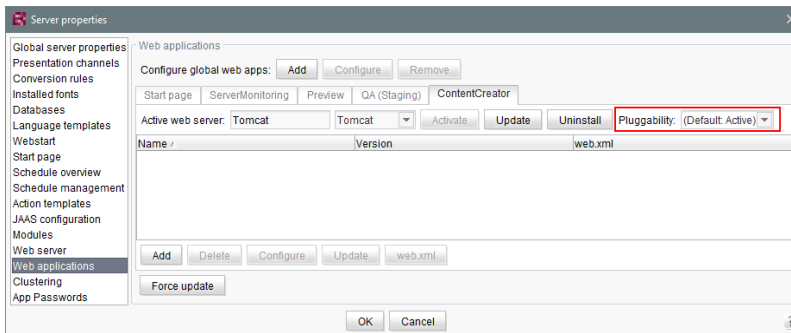 Server properties
Global server properties
Presentation channels
Conversion rules
Installed fonts
Databases
Language templates
Webstart
Start page
Schedule overview
Schedule management
Action templates
JAAS configuration
Modules
Web server
Web applications
Clustering
App Passwords
Web applications
Configure global web apps: Add Configure Remove
Start page ServerMonitoring Preview QA (Staging) ContentCreator
Active web server: Tomcat Tomcat Activate Update Uninstall Pluggability: (Default: Active)
Name Version web.xml
Add Delete Configure Update web.xml
Force update
OK Cancel